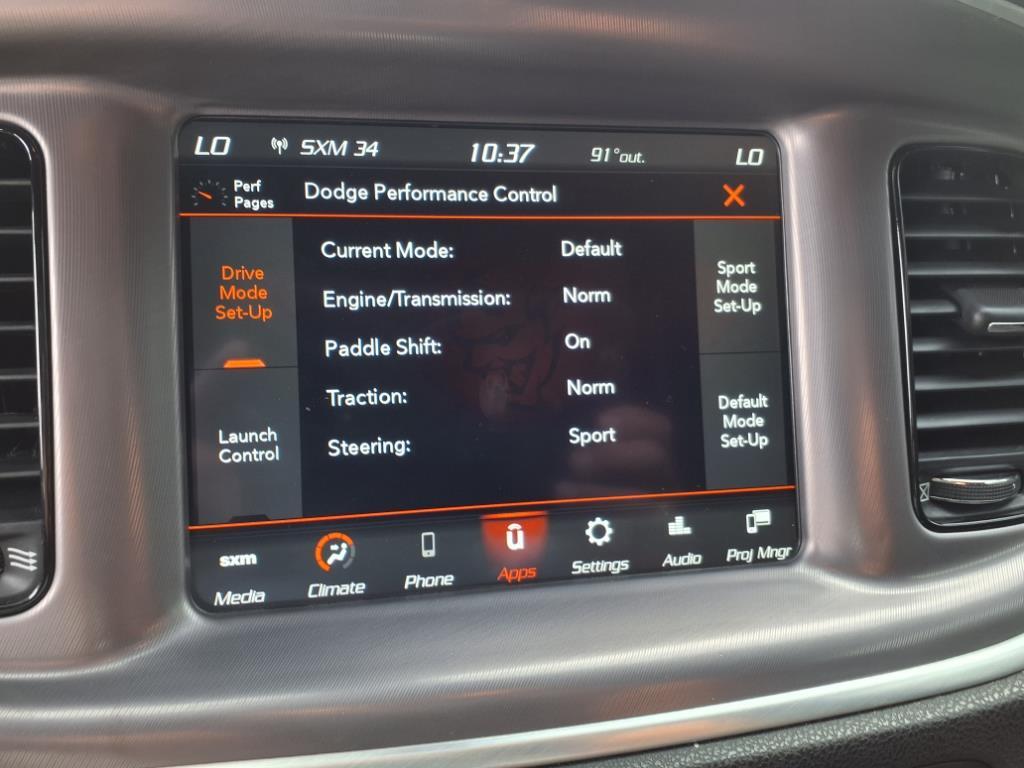 LO SXM 34 10:37 91°out. LO
Perf
Pages
Dodge Performance Control
Drive
Mode
Set-Up
Launch
Control
Current Mode: Default
Engine/Transmission: Norm
Paddle Shift: On
Traction: Norm
Steering: Sport
Sport
Mode
Set-Up
Default
Mode
Set-Up
sxm
Media Climate Phone Apps Settings Audio Proj Mngr